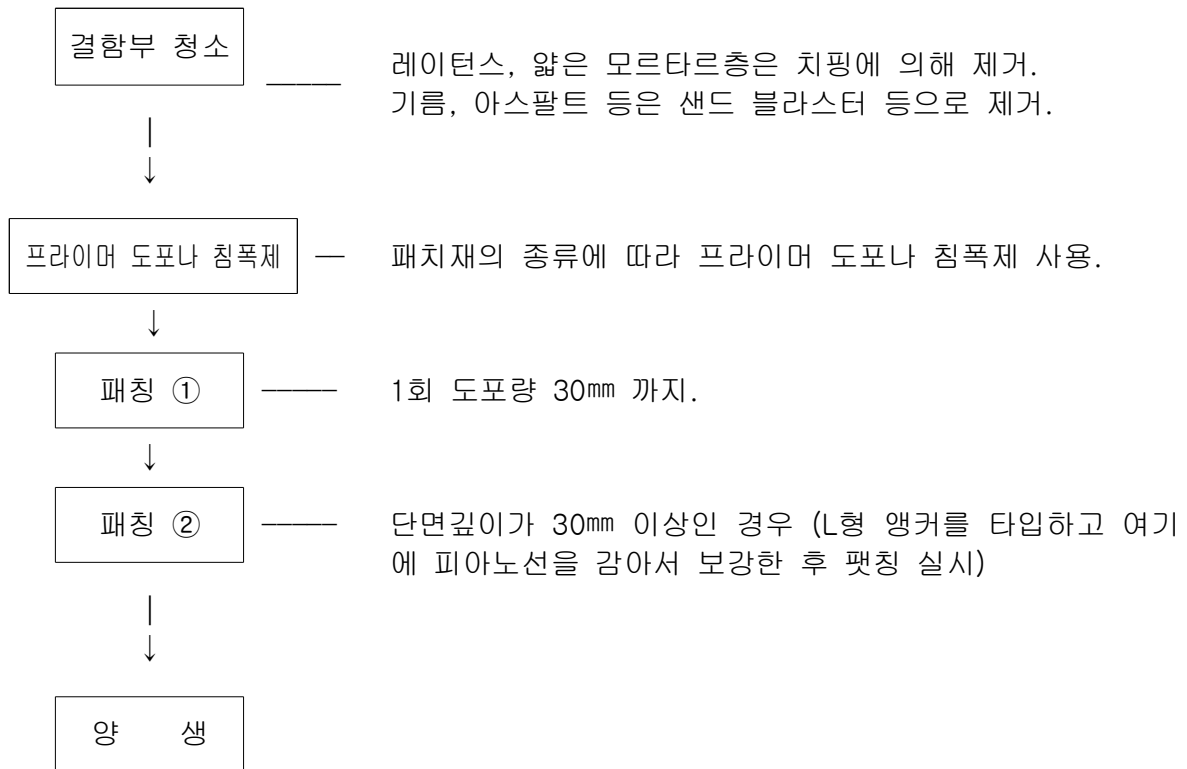 결함부 청소
레이턴스, 얇은 모르타르층은 치핑에 의해 제거.
기름, 아스팔트 등은 샌드 블라스터 등으로 제거.
프라이머 도포나 침폭제
패치재의 종류에 따라 프라이머 도포나 침폭제 사용.
패칭 ①
1회 도포량 30㎜ 까지.
패칭 ②
단면깊이가 30㎜ 이상인 경우 (L형 앵커를 타입하고 여기
에 피아노선을 감아서 보강한 후 팻칭 실시)
양 생